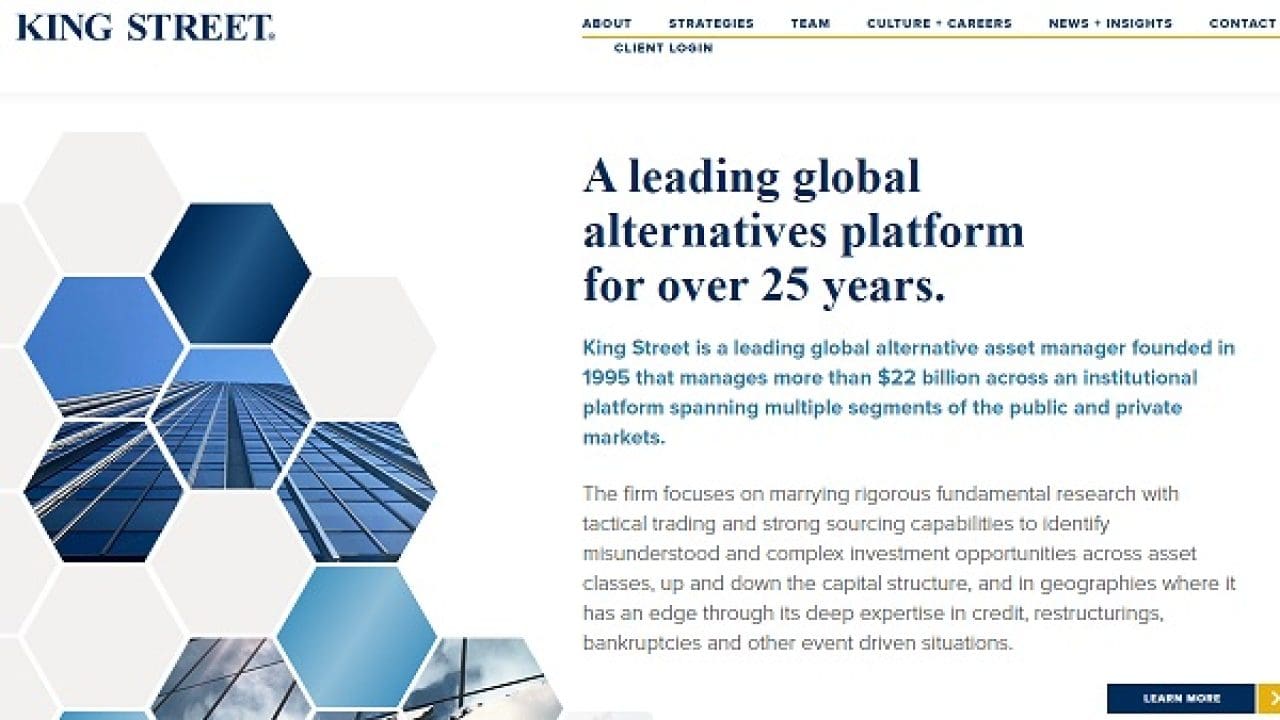 KING STREET®
ABOUT STRATEGIES TEAM CULTURE + CAREERS NEWS + INSIGHTS CONTACT
CLIENT LOGIN
A leading global
alternatives platform
for over 25 years.
King Street is a leading global alternative asset manager founded in
1995 that manages more than $22 billion across an institutional
platform spanning multiple segments of the public and private
markets.
The firm focuses on marrying rigorous fundamental research with
tactical trading and strong sourcing capabilities to identify
misunderstood and complex investment opportunities across asset
classes, up and down the capital structure, and in geographies where it
has an edge through its deep expertise in credit, restructurings,
bankruptcies and other event driven situations.
LEARN MORE